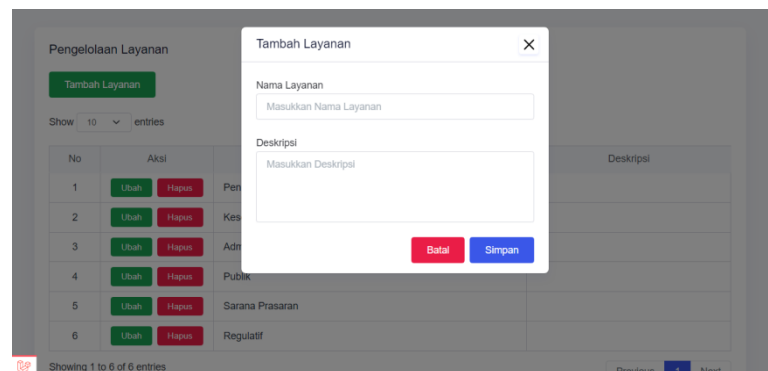 Pengelolaan Layanan
Tambah Layanan
Show 10 entries
No Aksi Deskripsi
1 Ubah Hapus
2 Ubah Hapus
3 Ubah Hapus
4 Ubah Hapus Publik
5 Ubah Hapus Sarana Prasaran
6 Ubah Hapus Regulatif
Showing 1 to 6 of 6 entries
Previous 1 Next
Tambah Layanan
Nama Layanan
Masukkan Nama Layanan
Deskripsi
Masukkan Deskripsi
Batal Simpan